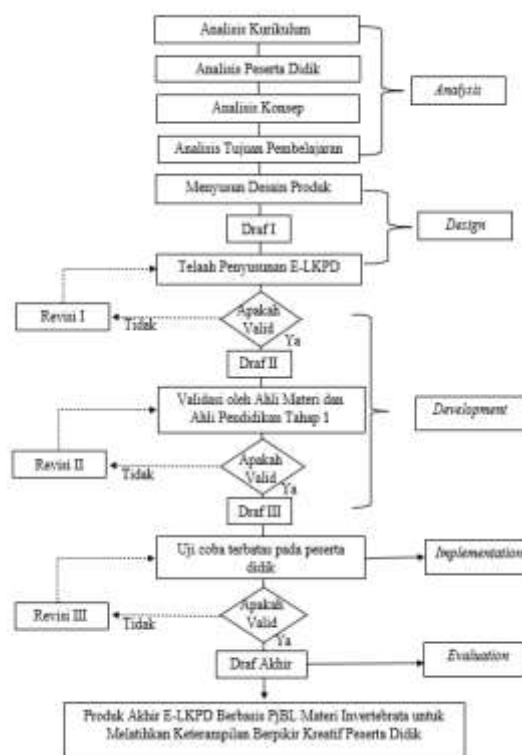 Analisis Kurikulum
Analisis Peserta Didik
Analysis
Analisis Konsep
Analisis Tujuan Pembelajaran
Menyusun Desain Produk
Draf I
Design
Telaah Penyusunan E-LKPD
Revisi I
Tidak
Apakah
Valid
Ya
Draf II
Validasi oleh Ahli Materi dan
Ahli Pendidikan Tahap 1
Development
Revisi II
Tidak
Apakah
Valid
Ya
Draf III
Uji coba terbatas pada peserta
didik
Implementation
Revisi III
Tidak
Apakah
Valid
Ya
Draf Akhir
Evaluation
Produk Akhir E-LKPD Berbasis PjBL Materi Invertebrata untuk
Melatihkan Keterampilan Berpikir Kreatif Peserta Didik